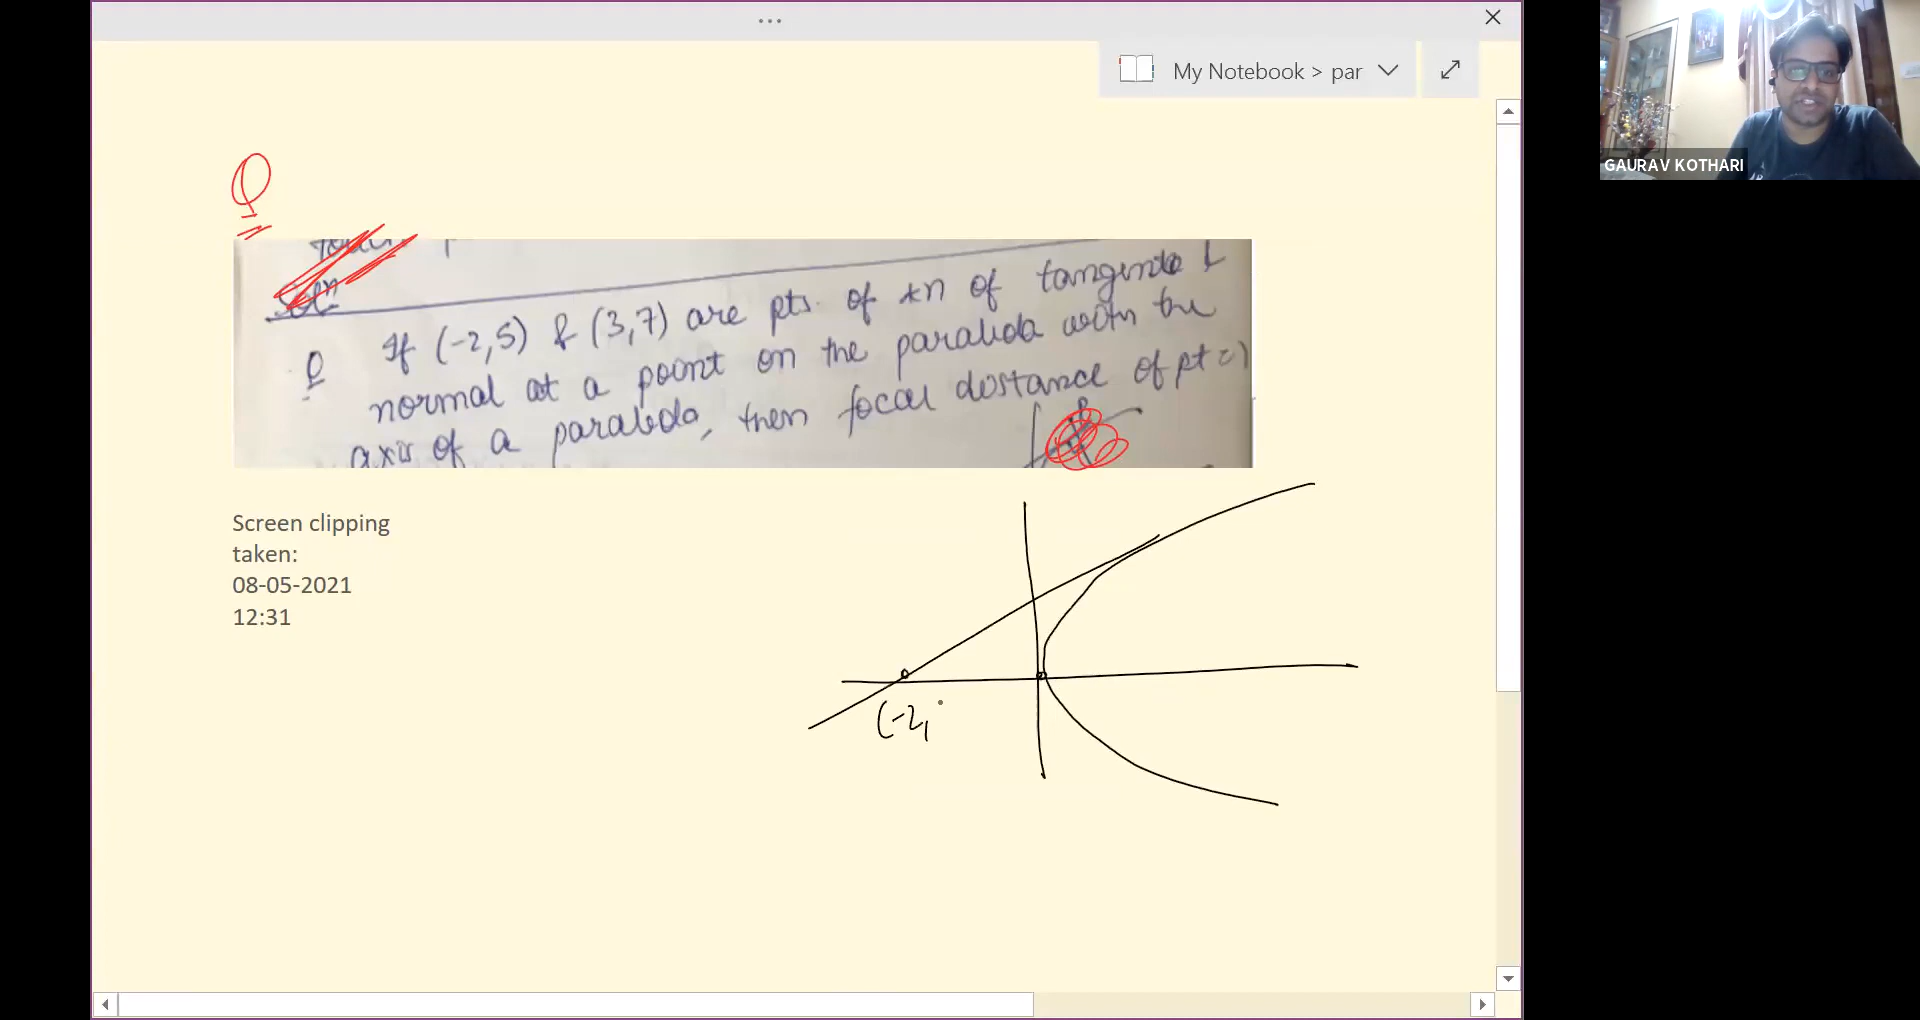 My Notebook > par
GAURAV KOTHARI
Q
Soln
Q If (-2,5) & (3,7) are pts. of *n of tangents &
normal at a point on the parabola with the
axis of a parabola, then focal distance of pt =)
Screen clipping
taken:
08-05-2021
12:31
(-2,